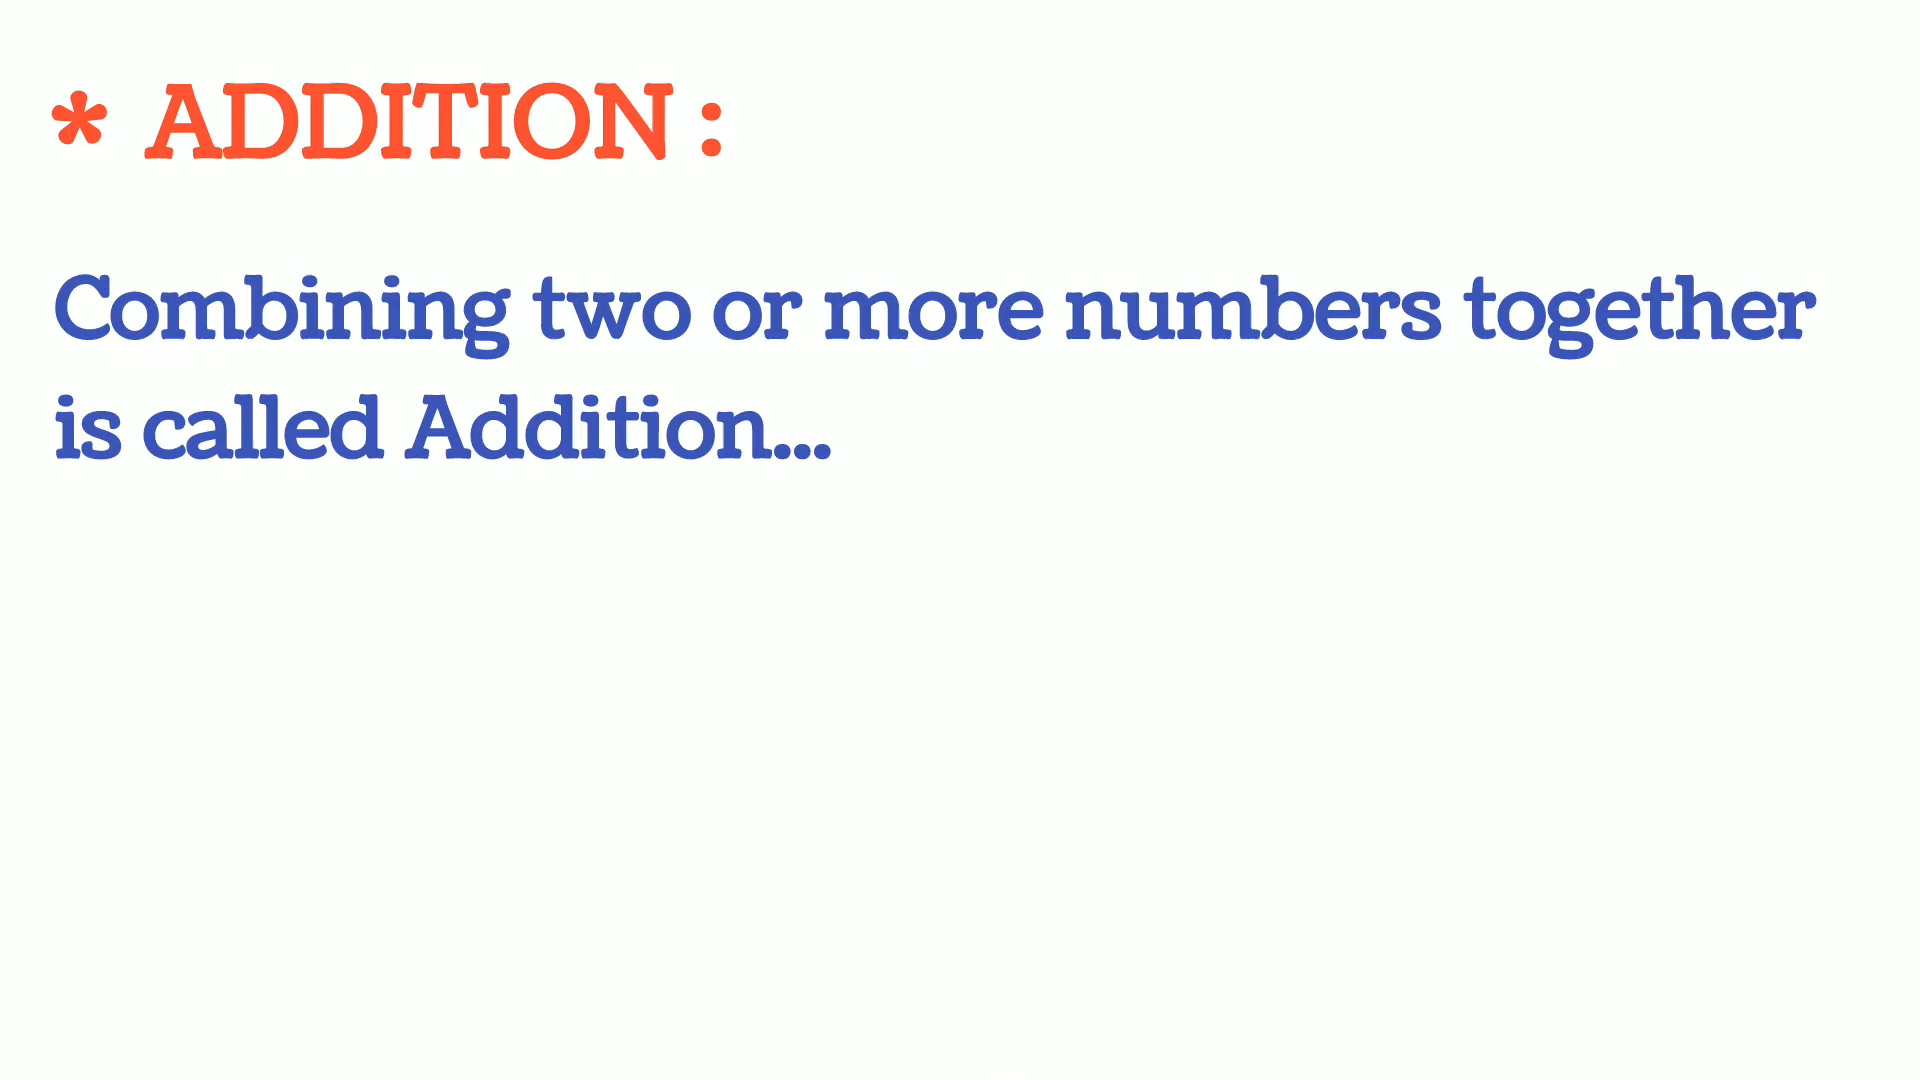 * ADDITION :
Combining two or more numbers together
is called Addition...